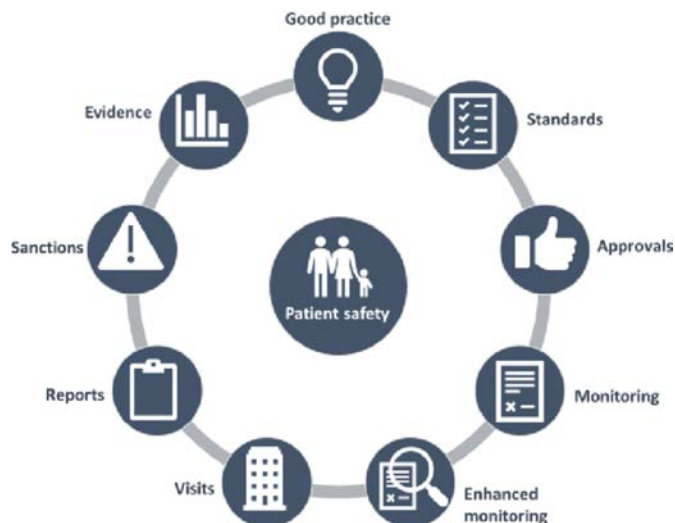 Good practice
Evidence
Standards
Sanctions
Approvals
Patient safety
Reports
Monitoring
Visits
Enhanced
monitoring